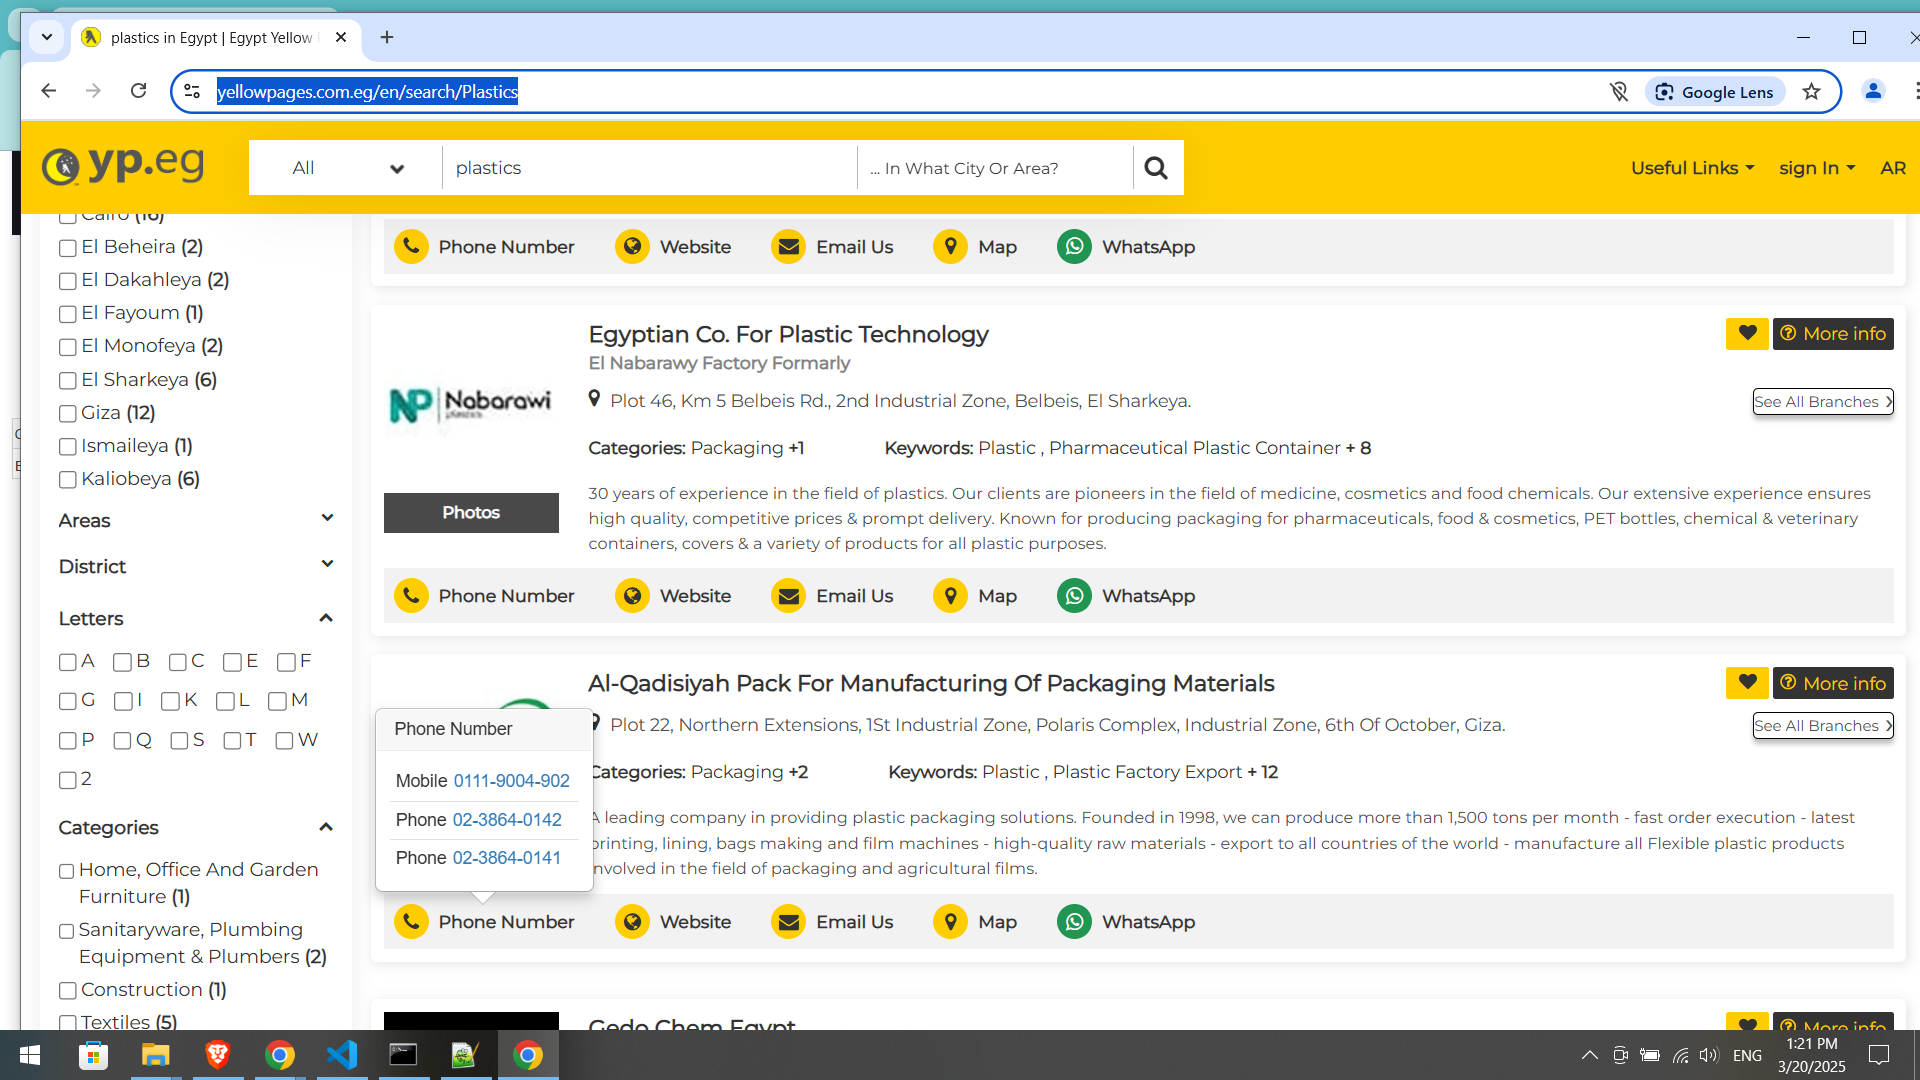 plastics in Egypt | Egypt Yellow
yellowpages.com.eg/en/search/Plastics
Google Lens
yp.eg
All
plastics
... In What City Or Area?
Useful Links
sign In
AR
Cairo (16)
El Beheira (2)
El Dakahleya (2)
El Fayoum (1)
El Monofeya (2)
El Sharkeya (6)
Giza (12)
Ismaileya (1)
Kaliobeya (6)
Areas
District
Letters
A B C E F
G I K L M
P Q S T W
2
Categories
Home, Office And Garden
Furniture (1)
Sanitaryware, Plumbing
Equipment & Plumbers (2)
Construction (1)
Textiles (5)
Phone Number Website Email Us Map WhatsApp
Egyptian Co. For Plastic Technology
More info
El Nabarawy Factory Formarly
NP Nabarawi
plastics
Plot 46, Km 5 Belbeis Rd., 2nd Industrial Zone, Belbeis, El Sharkeya.
See All Branches
Categories: Packaging +1 Keywords: Plastic , Pharmaceutical Plastic Container + 8
Photos
30 years of experience in the field of plastics. Our clients are pioneers in the field of medicine, cosmetics and food chemicals. Our extensive experience ensures
high quality, competitive prices & prompt delivery. Known for producing packaging for pharmaceuticals, food & cosmetics, PET bottles, chemical & veterinary
containers, covers & a variety of products for all plastic purposes.
Phone Number Website Email Us Map WhatsApp
Al-Qadisiyah Pack For Manufacturing Of Packaging Materials
More info
Plot 22, Northern Extensions, 1St Industrial Zone, Polaris Complex, Industrial Zone, 6th Of October, Giza.
See All Branches
Categories: Packaging +2 Keywords: Plastic , Plastic Factory Export + 12
A leading company in providing plastic packaging solutions. Founded in 1998, we can produce more than 1,500 tons per month - fast order execution - latest
printing, lining, bags making and film machines - high-quality raw materials - export to all countries of the world - manufacture all Flexible plastic products
involved in the field of packaging and agricultural films.
Phone Number
Mobile 0111-9004-902
Phone 02-3864-0142
Phone 02-3864-0141
Phone Number Website Email Us Map WhatsApp
Gedo Chem Egypt
More info
ENG
1:21 PM
3/20/2025